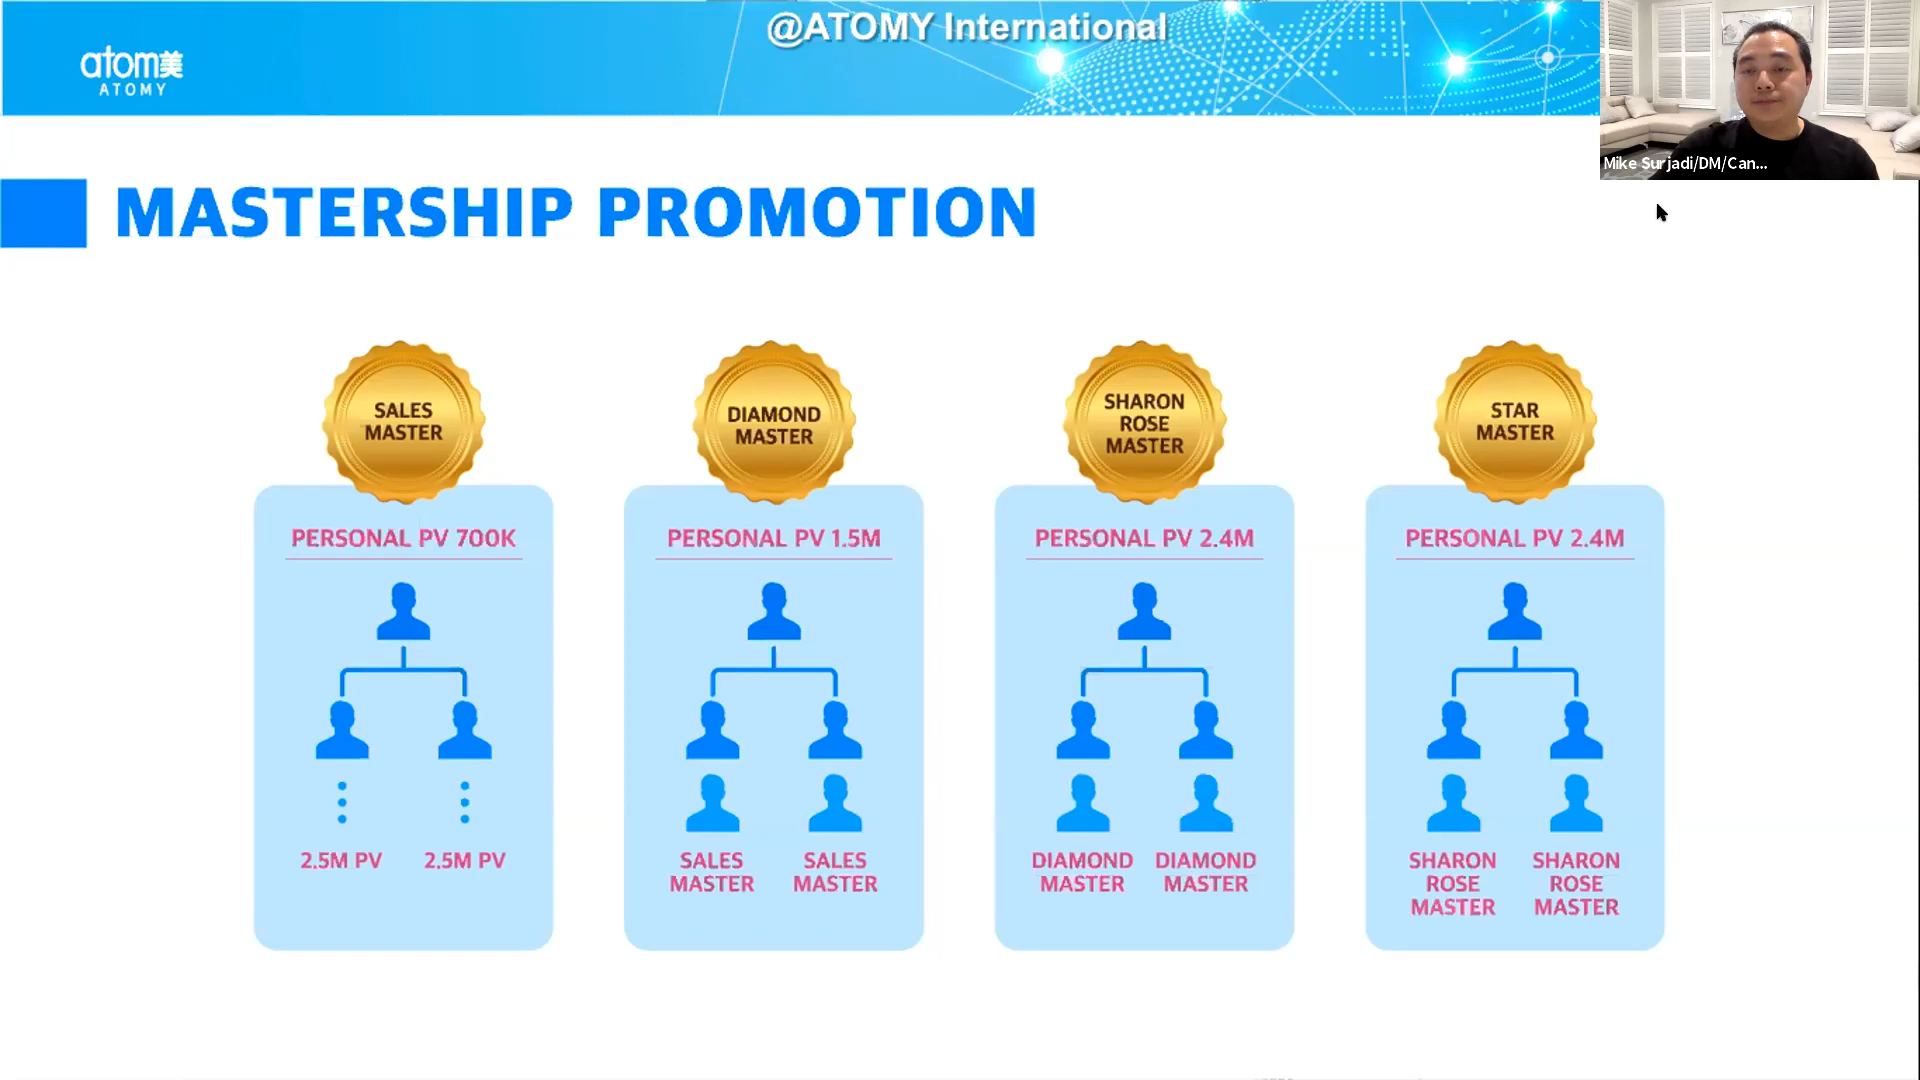 @ATOMY International
atom美
ATOMY
Mike Surjadi/DM/Can...
MASTERSHIP PROMOTION
SALES
MASTER
PERSONAL PV 700K
2.5M PV
2.5M PV
DIAMOND
MASTER
PERSONAL PV 1.5M
SALES
MASTER
SALES
MASTER
SHARON
ROSE
MASTER
PERSONAL PV 2.4M
DIAMOND
MASTER
DIAMOND
MASTER
STAR
MASTER
PERSONAL PV 2.4M
SHARON
ROSE
MASTER
SHARON
ROSE
MASTER